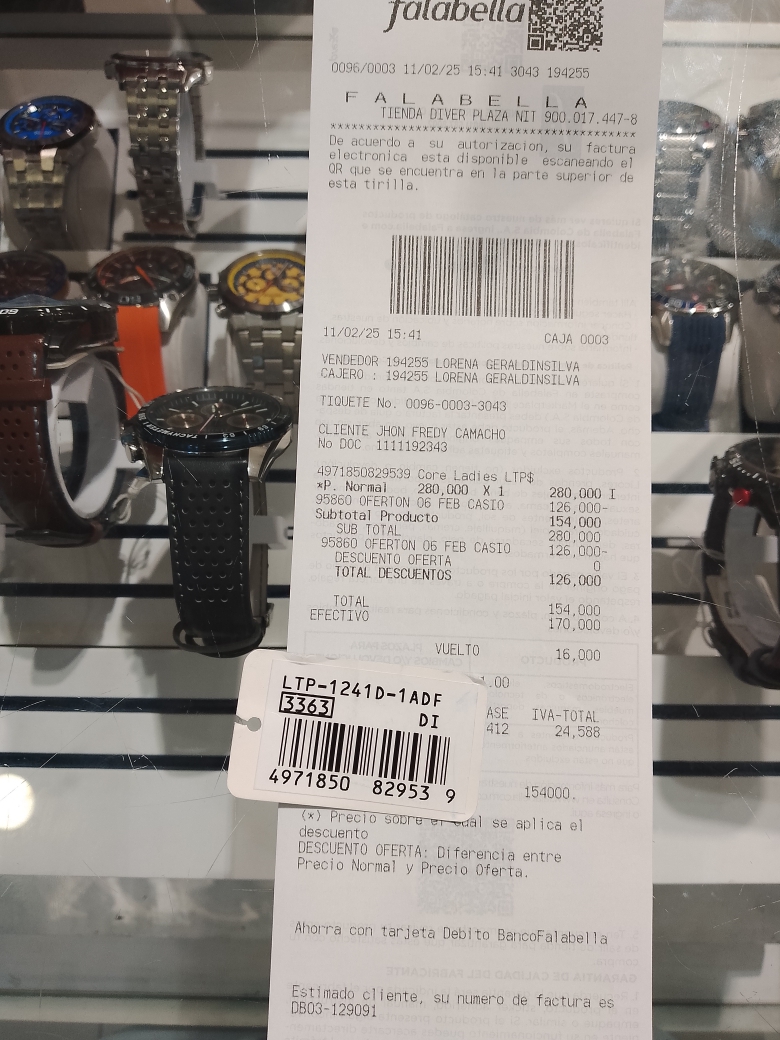 falabella
0096/0003 11/02/25 15:41 3043 194255
F A L A B E L L A
TIENDA DIVER PLAZA NIT 900.017.447-8
************************************
De acuerdo a su autorizacion, su factura
electronica esta disponible escaneando el
QR que se encuentra en la parte superior de
esta tirilla.
11/02/25 15:41 CAJA 0003
VENDEDOR 194255 LORENA GERALDINSILVA
CAJERO : 194255 LORENA GERALDINSILVA
TIQUETE No. 0096-0003-3043
CLIENTE JHON FREDY CAMACHO
No DOC 1111192343
4971850829539 Core Ladies LTP$
*P. Normal 280,000 X 1 280,000 I
95860 OFERTON 06 FEB CASIO 126,000-
Subtotal Producto 154,000
SUB TOTAL 280,000
95860 OFERTON 06 FEB CASIO 126,000-
DESCUENTO OFERTA 0
TOTAL DESCUENTOS 126,000
TOTAL 154,000
EFECTIVO 170,000
VUELTO 16,000
1.00
ASE IVA-TOTAL
412 24,588
LTP-1241D-1ADF
3363 DI
4971850 82953 9
154000.
(*) Precio sobre el cual se aplica el
descuento
DESCUENTO OFERTA: Diferencia entre
Precio Normal y Precio Oferta.
Ahorra con tarjeta Debito BancoFalabella
Estimado cliente, su numero de factura es
DB03-129091